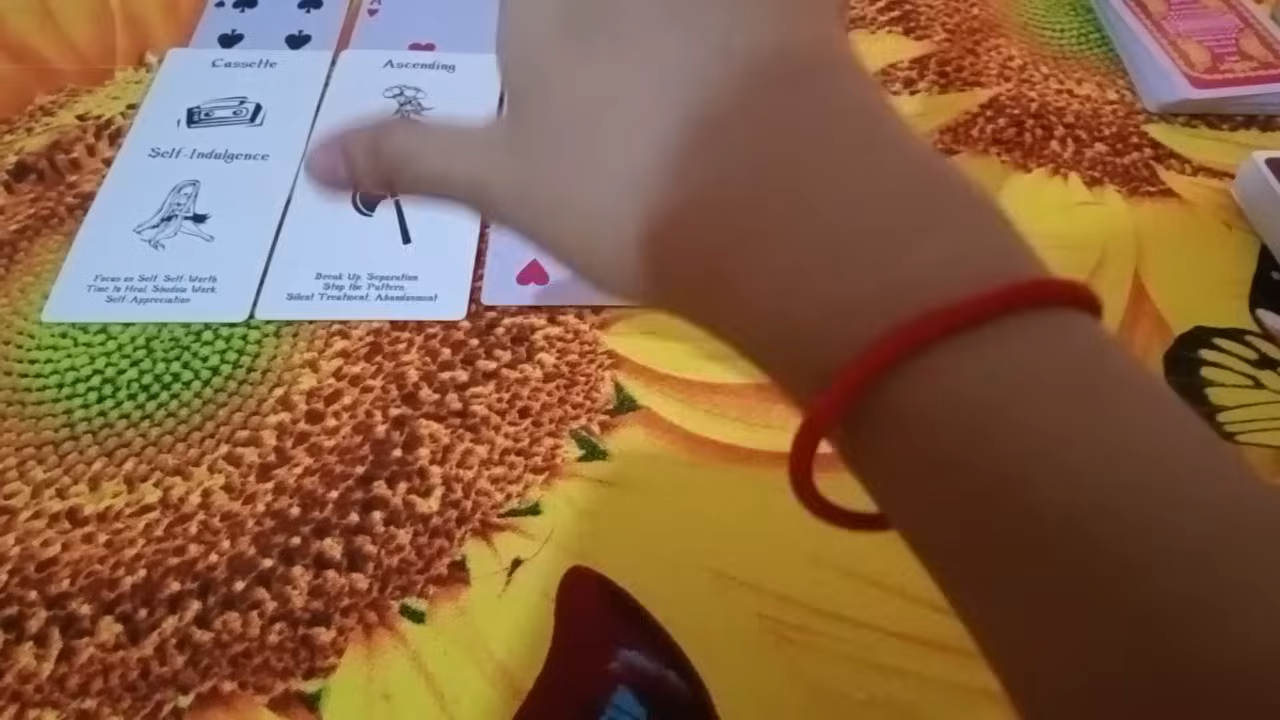 A
Cassette
Ascending
Self-Indulgence
Focus on Self, Self-Worth
Time to Heal, Shadow Work,
Self-Appreciation
Break Up, Separation
Stop the Pattern
Silent Treatment, Abandonment